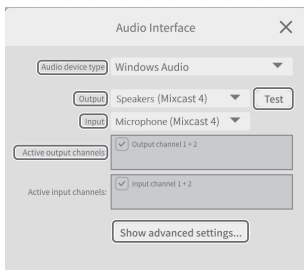 Audio Interface
Audio device type Windows Audio
Output Speakers (Mixcast 4) Test
Input Microphone (Mixcast 4)
Active output channels Output channel 1 + 2
Active input channels: Input channel 1 + 2
Show advanced settings...